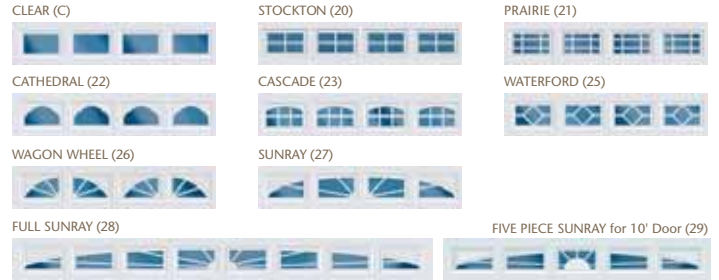 CLEAR (C)
STOCKTON (20)
PRAIRIE (21)
CATHEDRAL (22)
CASCADE (23)
WATERFORD (25)
WAGON WHEEL (26)
SUNRAY (27)
FULL SUNRAY (28)
FIVE PIECE SUNRAY for 10' Door (29)